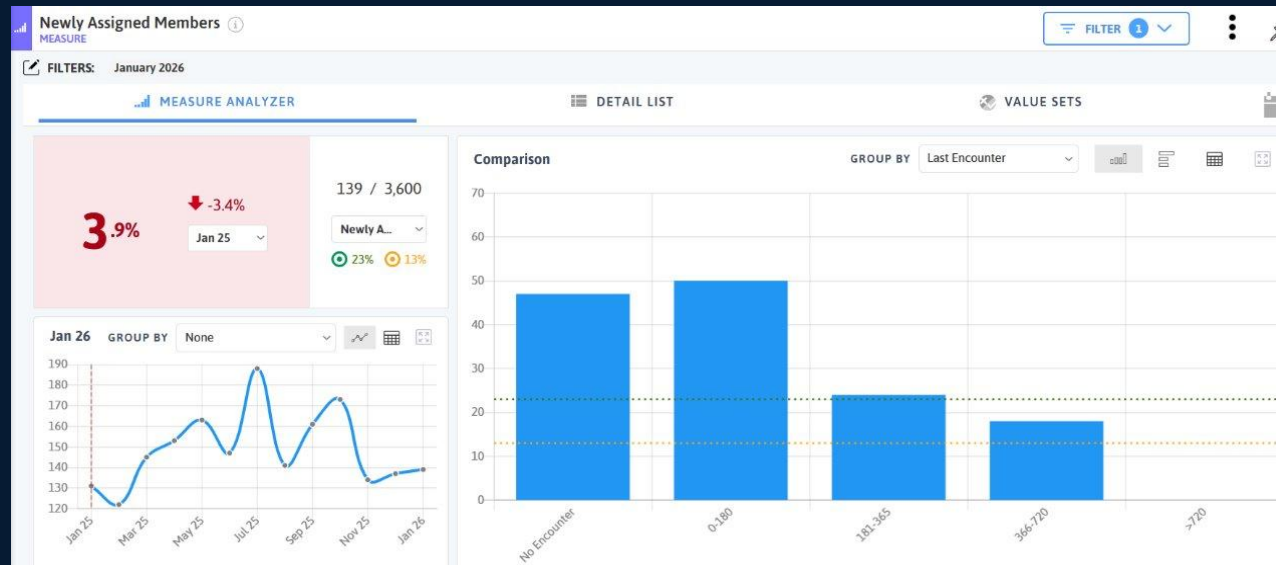 Newly Assigned Members
MEASURE
FILTER 1
FILTERS: January 2026
MEASURE ANALYZER
DETAIL LIST
VALUE SETS
3.9%
-3.4%
Jan 25
139 / 3,600
Newly A...
23% 13%
Jan 26 GROUP BY None
190
180
170
160
150
140
130
120
Jan 25
Mar 25
May 25
Jul 25
Sep 25
Nov 25
Jan 26
Comparison
GROUP BY Last Encounter
70
60
50
40
30
20
10
0
No Encounter
0-180
181-365
366-720
>720